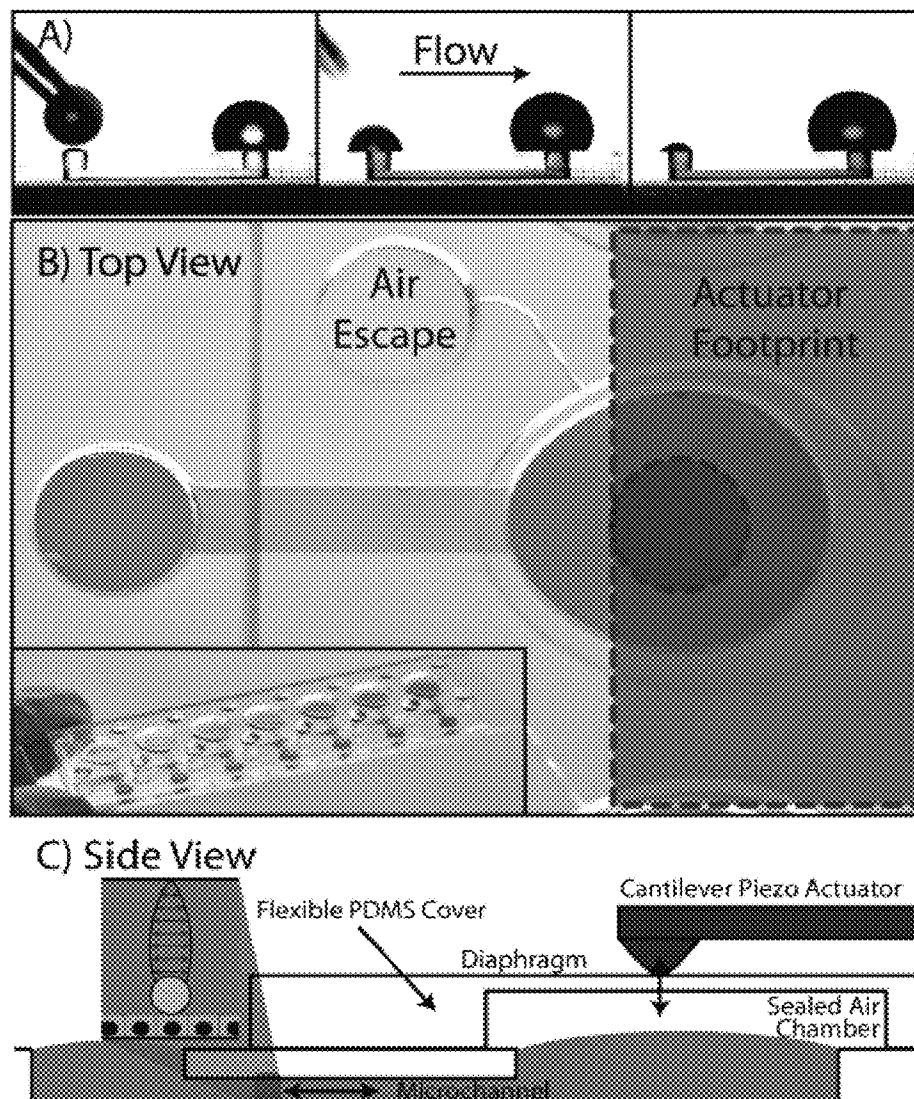 A)
Flow
B) Top View
Air
Escape
Actuator
Footprint
C) Side View
Cantilever Piezo Actuator
Flexible PDMS Cover
Diaphragm
Sealed Air
Chamber
Microchannel